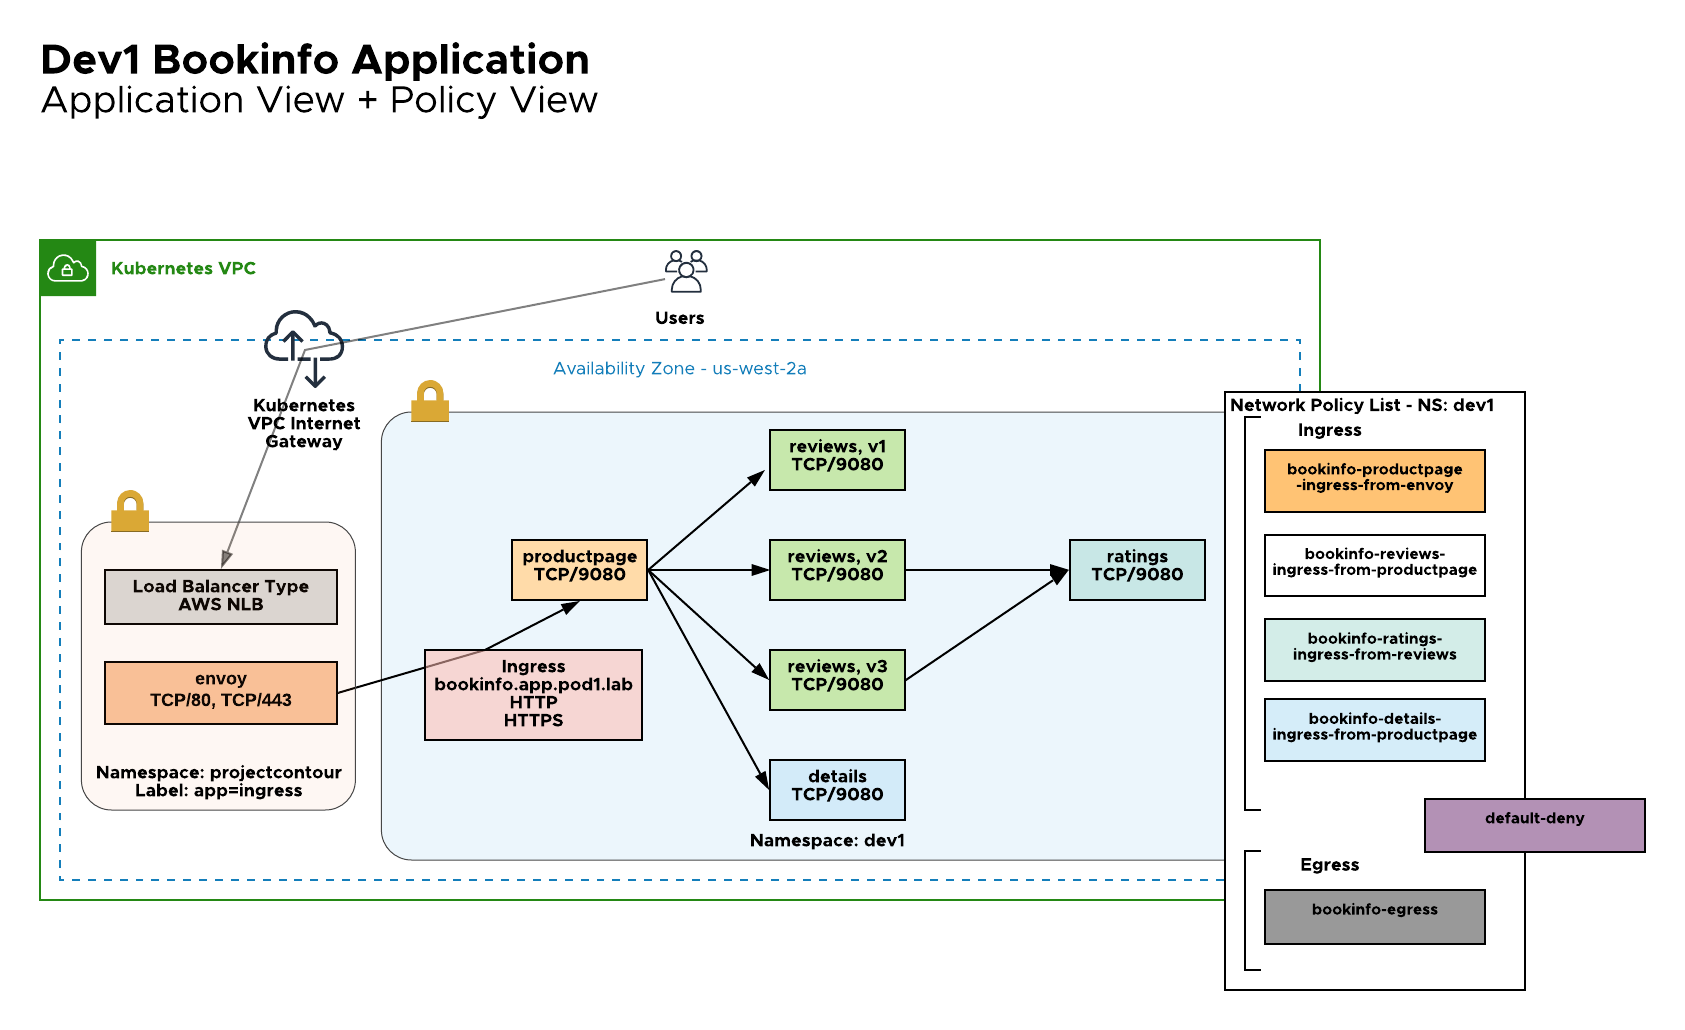 Dev1 Bookinfo Application
Application View + Policy View
Kubernetes VPC
Users
Availability Zone - us-west-2a
Kubernetes
VPC Internet
Gateway
Load Balancer Type
AWS NLB
envoy
TCP/80, TCP/443
Namespace: projectcontour
Label: app=ingress
productpage
TCP/9080
Ingress
bookinfo.app.pod1.lab
HTTP
HTTPS
reviews, v1
TCP/9080
reviews, v2
TCP/9080
reviews, v3
TCP/9080
details
TCP/9080
ratings
TCP/9080
Namespace: dev1
Network Policy List - NS: dev1
Ingress
bookinfo-productpage
-ingress-from-envoy
bookinfo-reviews-
ingress-from-productpage
bookinfo-ratings-
ingress-from-reviews
bookinfo-details-
ingress-from-productpage
default-deny
Egress
bookinfo-egress